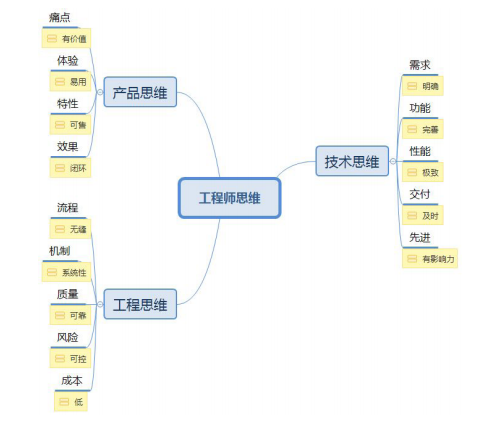 痛点
有价值
体验
易用
特性
可售
效果
闭环
产品思维
流程
无缝
机制
系统性
质量
可靠
风险
可控
成本
低
工程思维
工程师思维
技术思维
需求
明确
功能
完善
性能
极致
交付
及时
先进
有影响力